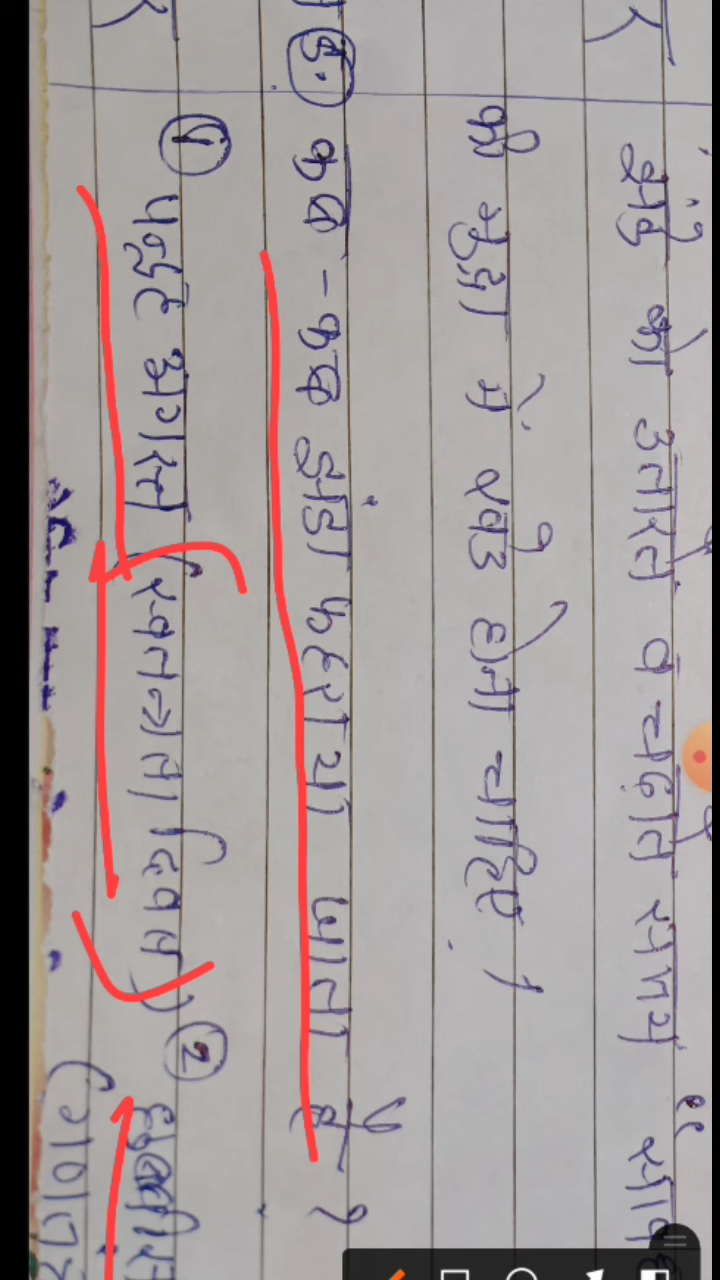 झंडे को उतारते व चढ़ाते समय "साव
की मुद्रा में खड़े होना चाहिए।
ड. कब - कब झंडा फहराया जाता है ?
① पन्द्रह अगस्त (स्वतन्त्रता दिवस) ②